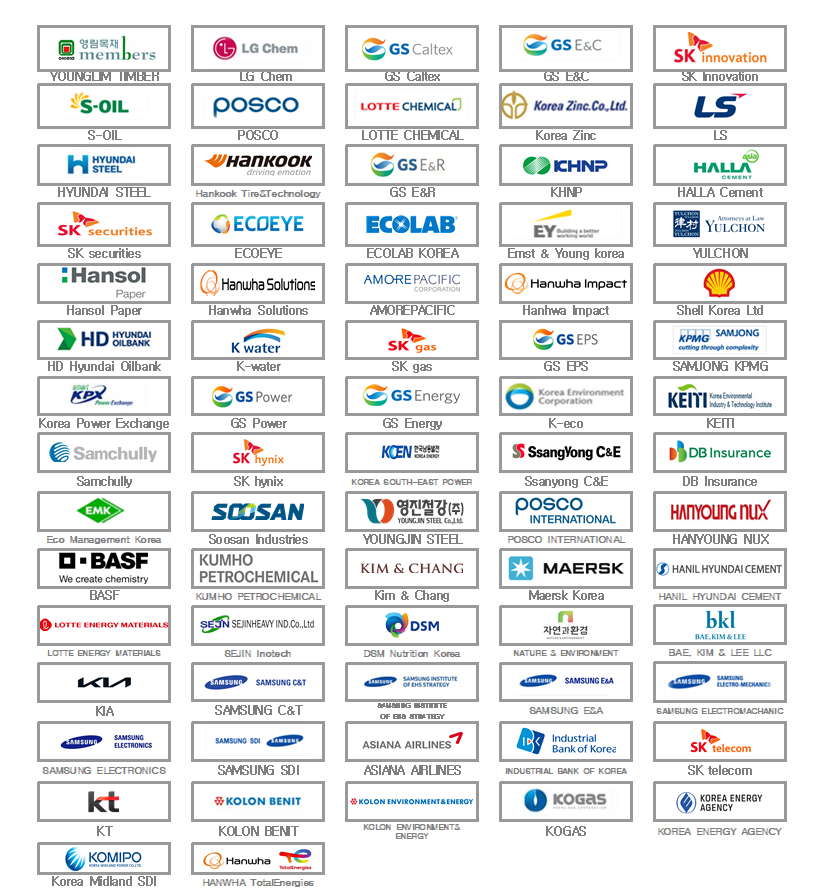 영림목재
members
LG Chem
GS Caltex
GS E&C
SK innovation
YOUNGLIM TIMBER
LG Chem
GS Caltex
GS E&C
SK Innovation
S-OIL
posco
LOTTE CHEMICAL
Korea Zinc.Co.,Ltd.
LS
S-OIL
POSCO
LOTTE CHEMICAL
Korea Zinc
LS
HYUNDAI
STEEL
HANKOOK
driving emotion
GS E&R
KHNP
HALLA
asia
CEMENT
HYUNDAI STEEL
Hankook Tire&Technology
GS E&R
KHNP
HALLA Cement
SK securities
ECOEYE
ECOLAB
EY Building a better
working world
YULCHON
律村
Attorneys at Law
YULCHON
SK securities
ECOEYE
ECOLAB KOREA
Ernst & Young korea
YULCHON
Hansol
Paper
Hanwha Solutions
AMOREPACIFIC
CORPORATION
Hanwha Impact
Hansol Paper
Hanwha Solutions
AMOREPACIFIC
Hanhwa Impact
Shell Korea Ltd
HD HYUNDAI
OILBANK
K water
SK gas
GS EPS
KPMG SAMJONG
cutting through complexity
HD Hyundai Oilbank
K-water
SK gas
GS EPS
SAMJONG KPMG
smart
KPX
Power Exchange
GS Power
GS Energy
Korea Environment
Corporation
KEITI Korea Environmental
Industry & Technology Institute
Korea Power Exchange
GS Power
GS Energy
K-eco
KEITI
Samchully
SK hynix
KOEN 한국남동발전
KOREA ENERGY
SsangYong C&E
DB Insurance
Samchully
SK hynix
KOREA SOUTH-EAST POWER
Ssanyong C&E
DB Insurance
EMK
SOOSAN
영진철강(주)
YOUNGJIN STEEL Co.,Ltd.
posco
INTERNATIONAL
HANYOUNG NUX
Eco Management Korea
Soosan Industries
YOUNGJIN STEEL
POSCO INTERNATIONAL
HANYOUNG NUX
BASF
We create chemistry
KUMHO
PETROCHEMICAL
KIM & CHANG
MAERSK
HANIL HYUNDAI CEMENT
BASF
KUMHO PETROCHEMICAL
Kim & Chang
Maersk Korea
HANIL HYUNDAI CEMENT
LOTTE ENERGY MATERIALS
SEJIN SEJINHEAVY IND.Co.,Ltd
DSM
자연과환경
bkl
BAE, KIM & LEE
LOTTE ENERGY MATERIALS
SEJIN Inotech
DSM Nutrition Korea
NATURE & ENVIRONMENT
BAE, KIM & LEE LLC
KIA
SAMSUNG SAMSUNG C&T
SAMSUNG SAMSUNG INSTITUTE
OF EHS STRATEGY
SAMSUNG SAMSUNG E&A
SAMSUNG SAMSUNG
ELECTRO-MECHANICS
KIA
SAMSUNG C&T
SAMSUNG INSTITUTE
OF EHS STRATEGY
SAMSUNG E&A
SAMSUNG ELECTROMACHANIC
SAMSUNG SAMSUNG
ELECTRONICS
SAMSUNG SDI SAMSUNG
ASIANA AIRLINES
IBK Industrial
Bank of Korea
SK telecom
SAMSUNG ELECTRONICS
SAMSUNG SDI
ASIANA AIRLINES
INDUSTRIAL BANK OF KOREA
SK telecom
kt
KOLON BENIT
KOLON ENVIRONMENT&ENERGY
KOGAS
KOREA ENERGY
AGENCY
KT
KOLON BENIT
KOLON ENVIRONMENT&
ENERGY
KOGAS
KOREA ENERGY AGENCY
KOMIPO
KOREA MIDLAND POWER CO.,LTD.
Hanwha
TotalEnergies
Korea Midland SDI
HANWHA TotalEnergies